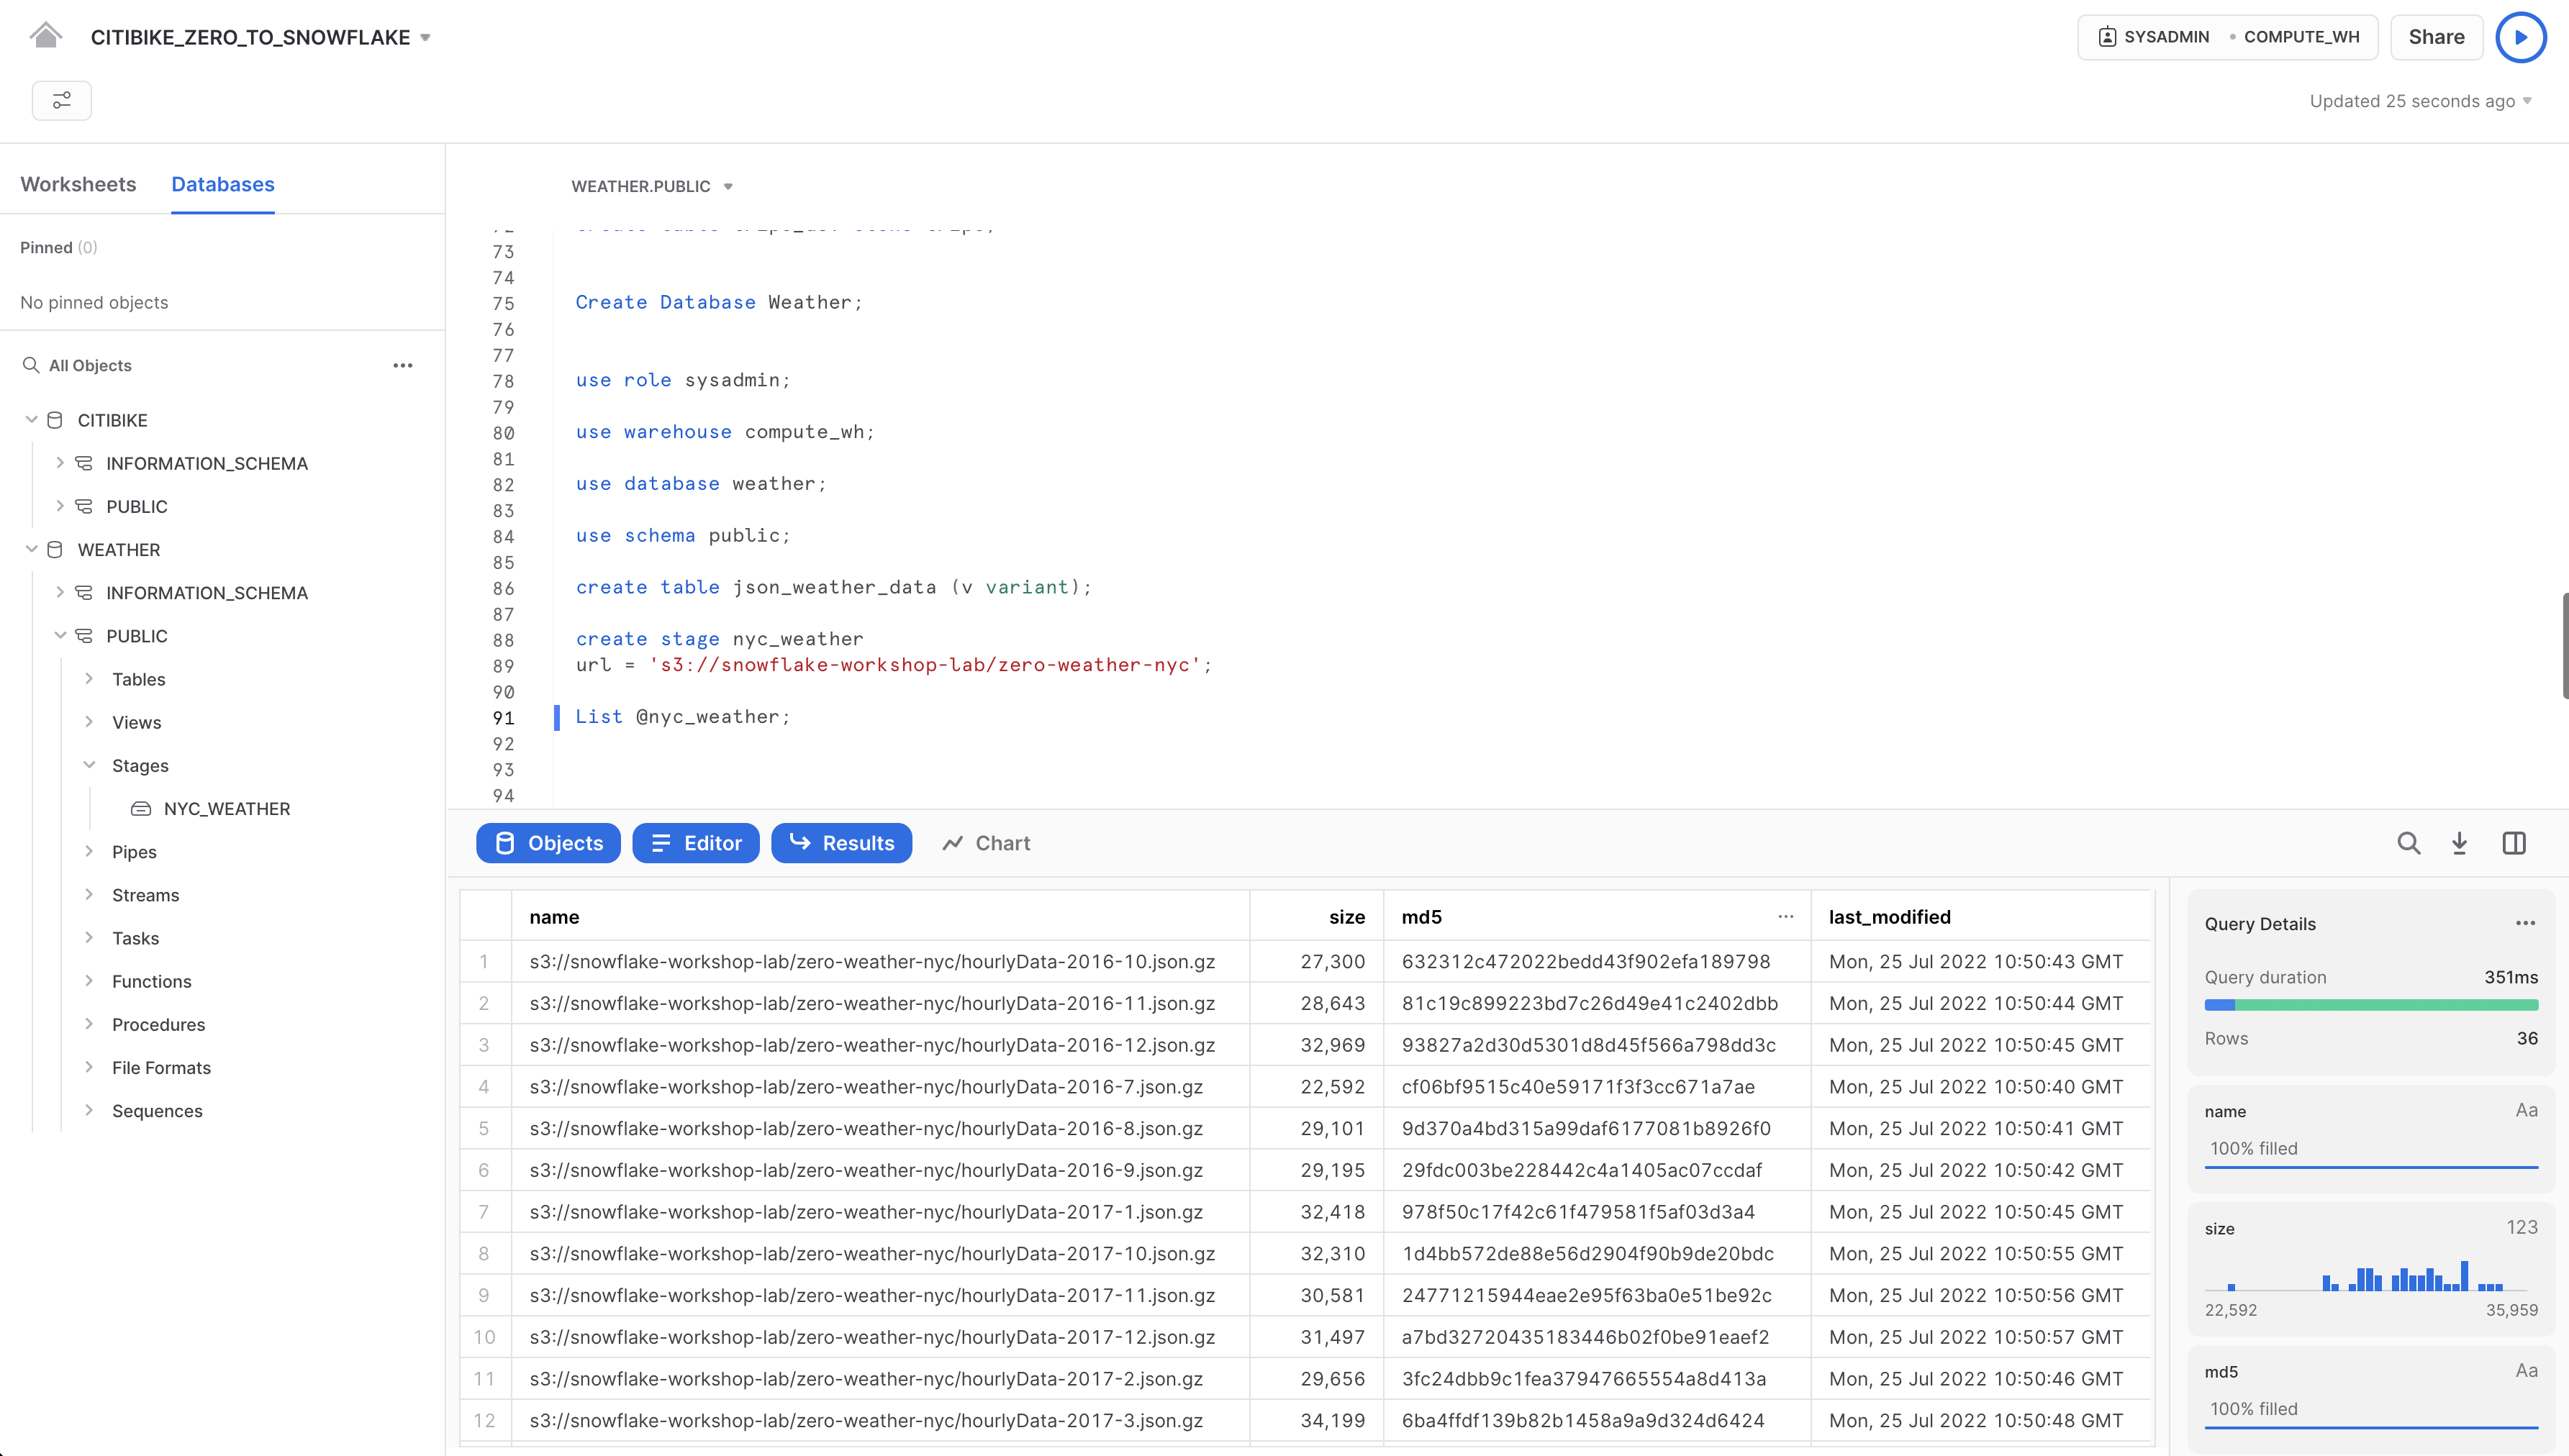 CITIBIKE_ZERO_TO_SNOWFLAKE
SYSADMIN • COMPUTE_WH
Share
Updated 25 seconds ago
Worksheets Databases
Pinned (0)
No pinned objects
All Objects
CITIBIKE
INFORMATION_SCHEMA
PUBLIC
WEATHER
INFORMATION_SCHEMA
PUBLIC
Tables
Views
Stages
NYC_WEATHER
Pipes
Streams
Tasks
Functions
Procedures
File Formats
Sequences
WEATHER.PUBLIC
73
74
75 Create Database Weather;
76
77
78 use role sysadmin;
79
80 use warehouse compute_wh;
81
82 use database weather;
83
84 use schema public;
85
86 create table json_weather_data (v variant);
87
88 create stage nyc_weather
89 url = 's3://snowflake-workshop-lab/zero-weather-nyc';
90
91 List @nyc_weather;
92
93
94
Objects Editor Results Chart
name size md5 ... last_modified
1 s3://snowflake-workshop-lab/zero-weather-nyc/hourlyData-2016-10.json.gz 27,300 632312c472022bedd43f902efa189798 Mon, 25 Jul 2022 10:50:43 GMT
2 s3://snowflake-workshop-lab/zero-weather-nyc/hourlyData-2016-11.json.gz 28,643 81c19c899223bd7c26d49e41c2402dbb Mon, 25 Jul 2022 10:50:44 GMT
3 s3://snowflake-workshop-lab/zero-weather-nyc/hourlyData-2016-12.json.gz 32,969 93827a2d30d5301d8d45f566a798dd3c Mon, 25 Jul 2022 10:50:45 GMT
4 s3://snowflake-workshop-lab/zero-weather-nyc/hourlyData-2016-7.json.gz 22,592 cf06bf9515c40e59171f3f3cc671a7ae Mon, 25 Jul 2022 10:50:40 GMT
5 s3://snowflake-workshop-lab/zero-weather-nyc/hourlyData-2016-8.json.gz 29,101 9d370a4bd315a99daf6177081b8926f0 Mon, 25 Jul 2022 10:50:41 GMT
6 s3://snowflake-workshop-lab/zero-weather-nyc/hourlyData-2016-9.json.gz 29,195 29fdc003be228442c4a1405ac07ccdaf Mon, 25 Jul 2022 10:50:42 GMT
7 s3://snowflake-workshop-lab/zero-weather-nyc/hourlyData-2017-1.json.gz 32,418 978f50c17f42c61f479581f5af03d3a4 Mon, 25 Jul 2022 10:50:45 GMT
8 s3://snowflake-workshop-lab/zero-weather-nyc/hourlyData-2017-10.json.gz 32,310 1d4bb572de88e56d2904f90b9de20bdc Mon, 25 Jul 2022 10:50:55 GMT
9 s3://snowflake-workshop-lab/zero-weather-nyc/hourlyData-2017-11.json.gz 30,581 24771215944eae2e95f63ba0e51be92c Mon, 25 Jul 2022 10:50:56 GMT
10 s3://snowflake-workshop-lab/zero-weather-nyc/hourlyData-2017-12.json.gz 31,497 a7bd32720435183446b02f0be91eaef2 Mon, 25 Jul 2022 10:50:57 GMT
11 s3://snowflake-workshop-lab/zero-weather-nyc/hourlyData-2017-2.json.gz 29,656 3fc24dbb9c1fea37947665554a8d413a Mon, 25 Jul 2022 10:50:46 GMT
12 s3://snowflake-workshop-lab/zero-weather-nyc/hourlyData-2017-3.json.gz 34,199 6ba4ffdf139b82b1458a9a9d324d6424 Mon, 25 Jul 2022 10:50:48 GMT
Query Details
Query duration 351ms
Rows 36
name Aa
100% filled
size 123
22,592 35,959
md5 Aa
100% filled